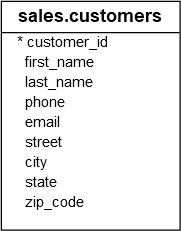 sales.customers
* customer_id
first_name
last_name
phone
email
street
city
state
zip_code